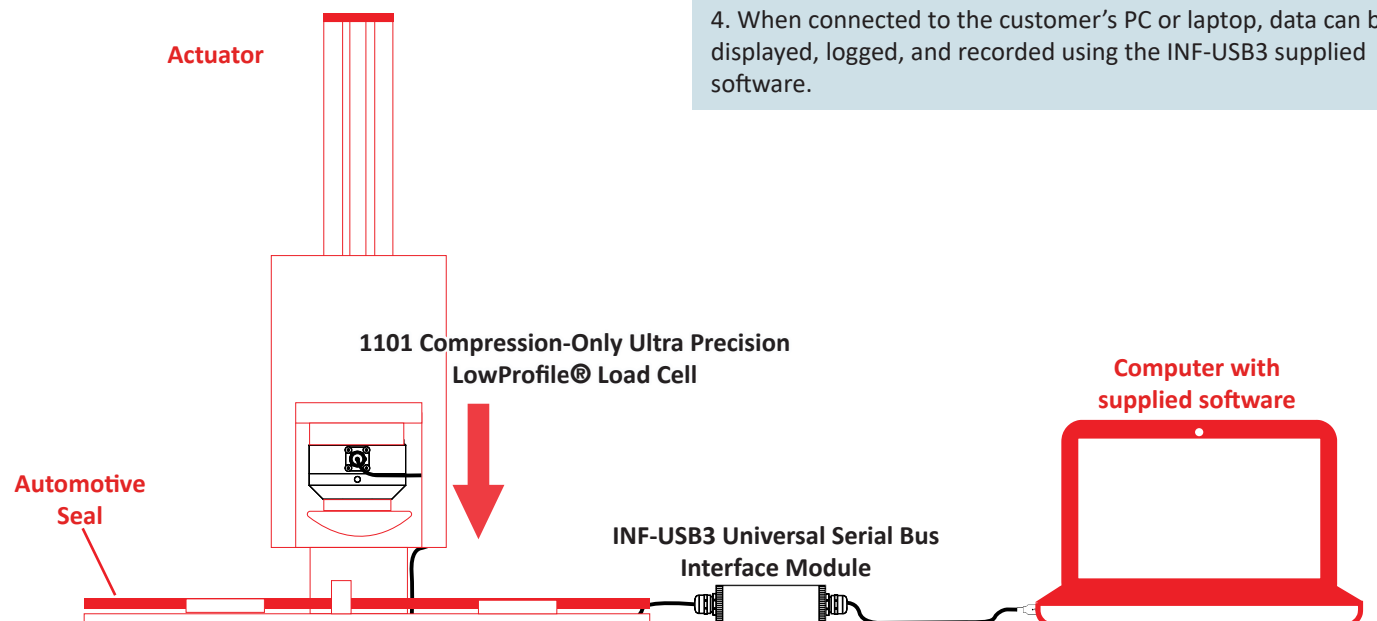 4. When connected to the customer's PC or laptop, data can
displayed, logged, and recorded using the INF-USB3 supplied
software.
Actuator
1101 Compression-Only Ultra Precision
LowProfile® Load Cell
Computer with
supplied software
Automotive
Seal
INF-USB3 Universal Serial Bus
Interface Module